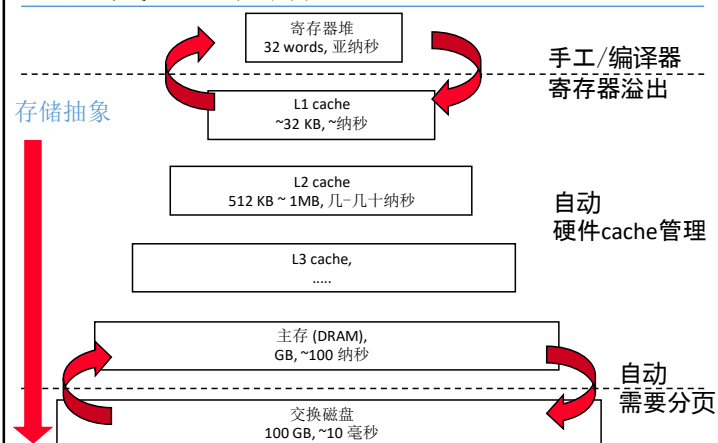 寄存器堆
32 words, 亚纳秒
手工/编译器
寄存器溢出
L1 cache
~32 KB, ~纳秒
存储抽象
L2 cache
512 KB ~ 1MB, 几-几十纳秒
自动
硬件cache管理
L3 cache,
.....
主存 (DRAM),
GB, ~100 纳秒
自动
需要分页
交换磁盘
100 GB, ~10 毫秒